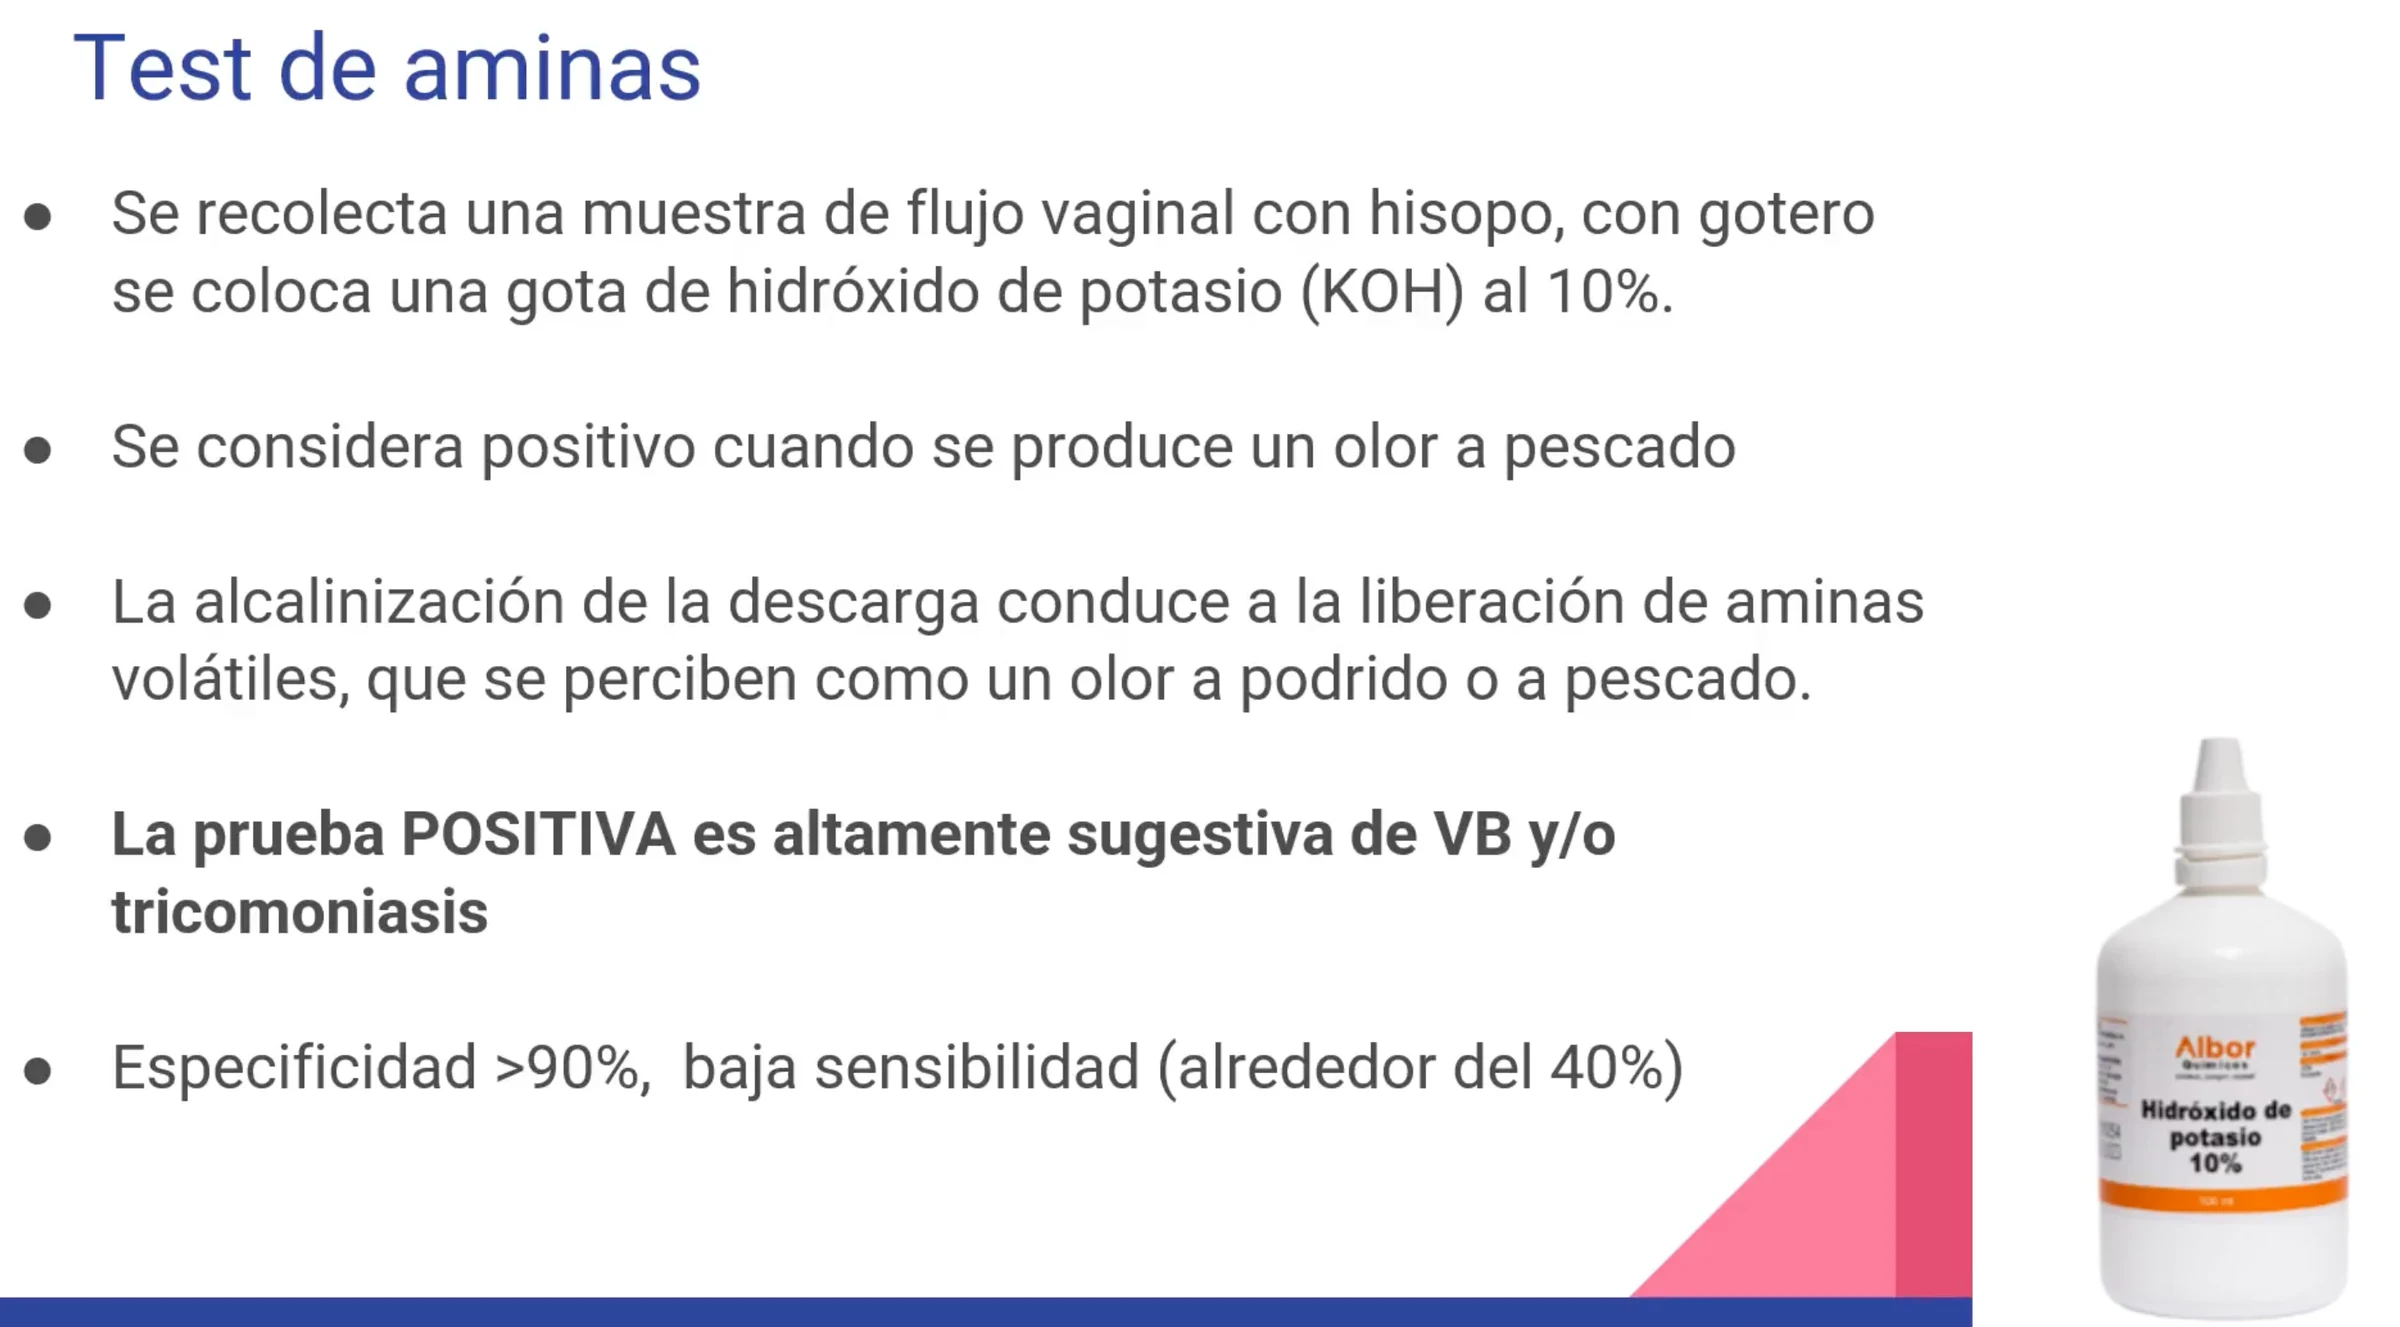 Test de aminas
● Se recolecta una muestra de flujo vaginal con hisopo, con gotero
se coloca una gota de hidróxido de potasio (KOH) al 10%.
● Se considera positivo cuando se produce un olor a pescado
● La alcalinización de la descarga conduce a la liberación de aminas
volátiles, que se perciben como un olor a podrido o a pescado.
● La prueba POSITIVA es altamente sugestiva de VB y/o
tricomoniasis
● Especificidad >90%,  baja sensibilidad (alrededor del 40%)
Albor
Químicos
Hidróxido de
potasio
10%